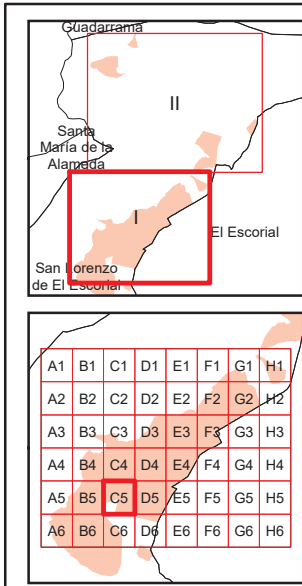 Guadarrama
II
Santa
María de la
Alameda
I
El Escorial
San Lorenzo
de El Escorial
A1 B1 C1 D1 E1 F1 G1 H1
A2 B2 C2 D2 E2 F2 G2 H2
A3 B3 C3 D3 E3 F3 G3 H3
A4 B4 C4 D4 E4 F4 G4 H4
A5 B5 C5 D5 E5 F5 G5 H5
A6 B6 C6 D6 E6 F6 G6 H6